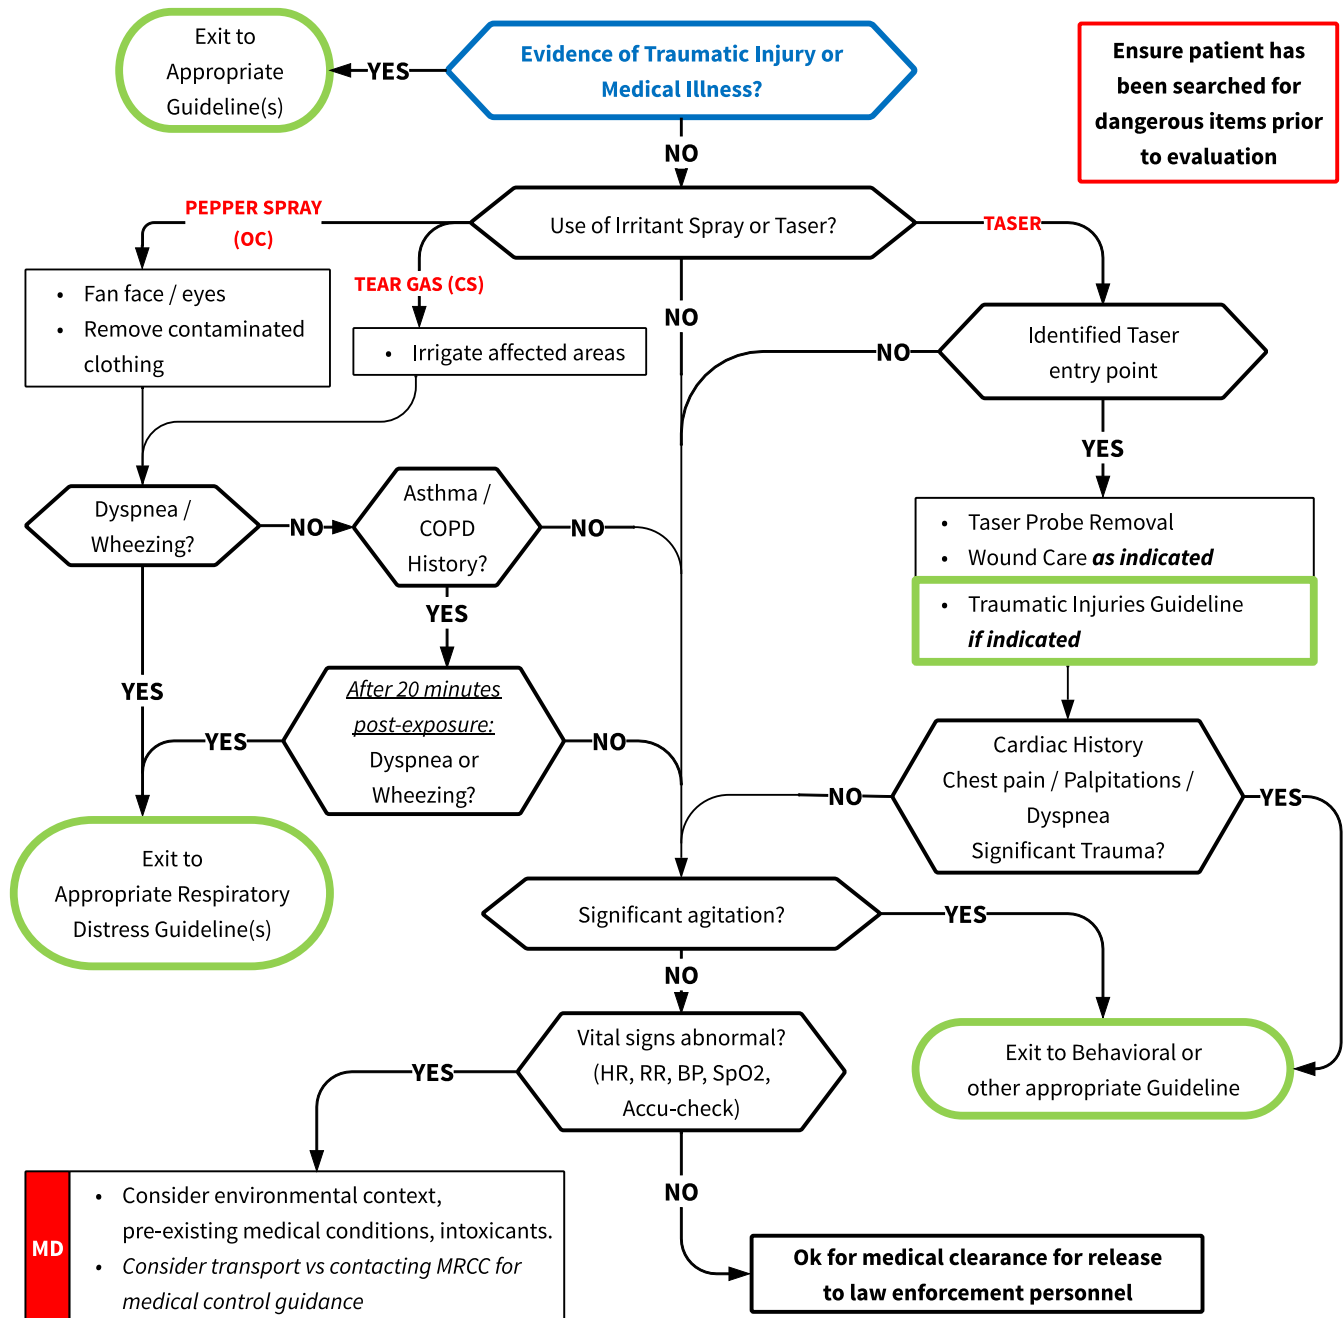 Exit to
Appropriate
Guideline(s)
YES
Evidence of Traumatic Injury or
Medical Illness?
Ensure patient has
been searched for
dangerous items prior
to evaluation
NO
PEPPER SPRAY
(OC)
Use of Irritant Spray or Taser?
TASER
TEAR GAS (CS)
NO
• Fan face / eyes
• Remove contaminated
clothing
• Irrigate affected areas
NO
Identified Taser
entry point
YES
Dyspnea /
Wheezing?
NO
Asthma /
COPD
History?
NO
• Taser Probe Removal
• Wound Care as indicated
• Traumatic Injuries Guideline
if indicated
YES
YES
YES
After 20 minutes
post-exposure:
Dyspnea or
Wheezing?
NO
Cardiac History
Chest pain / Palpitations /
Dyspnea
Significant Trauma?
NO
YES
Exit to
Appropriate Respiratory
Distress Guideline(s)
Significant agitation?
YES
NO
Vital signs abnormal?
(HR, RR, BP, SpO2,
Accu-check)
YES
Exit to Behavioral or
other appropriate Guideline
NO
MD
• Consider environmental context,
pre-existing medical conditions, intoxicants.
• Consider transport vs contacting MRCC for
medical control guidance
Ok for medical clearance for release
to law enforcement personnel